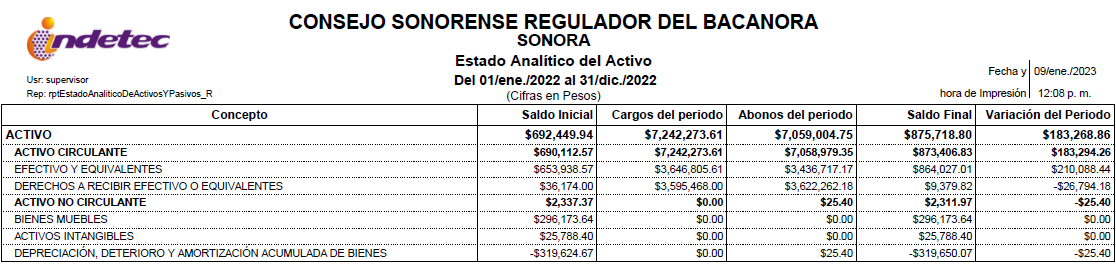 CONSEJO SONORENSE REGULADOR DEL BACANORA
indetec
SONORA
Estado Analítico del Activo
Usr: supervisor
Del 01/ene./2022 al 31/dic./2022
Fecha y 09/ene./2023
Rep: rptEstadoAnaliticoDeActivosYPasivos_R
(Cifras en Pesos)
hora de Impresión 12:08 p. m.
Concepto Saldo Inicial Cargos del periodo Abonos del periodo Saldo Final Variación del Periodo
ACTIVO $692,449.94 $7,242,273.61 $7,059,004.75 $875,718.80 $183,268.86
ACTIVO CIRCULANTE $690,112.57 $7,242,273.61 $7,058,979.35 $873,406.83 $183,294.26
EFECTIVO Y EQUIVALENTES $653,938.57 $3,646,805.61 $3,436,717.17 $864,027.01 $210,088.44
DERECHOS A RECIBIR EFECTIVO O EQUIVALENTES $36,174.00 $3,595,468.00 $3,622,262.18 $9,379.82 -$26,794.18
ACTIVO NO CIRCULANTE $2,337.37 $0.00 $25.40 $2,311.97 -$25.40
BIENES MUEBLES $296,173.64 $0.00 $0.00 $296,173.64 $0.00
ACTIVOS INTANGIBLES $25,788.40 $0.00 $0.00 $25,788.40 $0.00
DEPRECIACIÓN, DETERIORO Y AMORTIZACIÓN ACUMULADA DE BIENES -$319,624.67 $0.00 $25.40 -$319,650.07 -$25.40